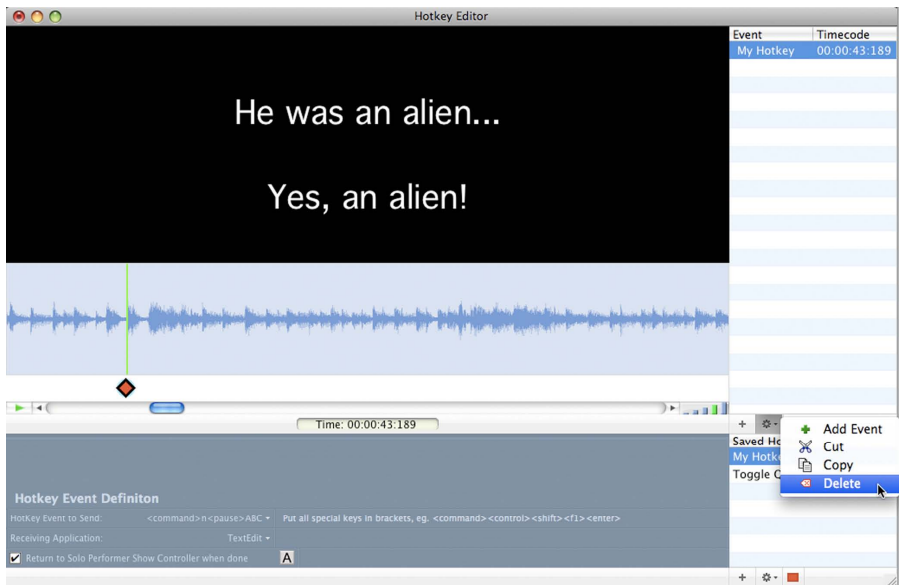 Hotkey Editor
Event Timecode
My Hotkey 00:00:43:189
He was an alien...
Yes, an alien!
Time: 00:00:43:189
Add Event
Cut
Copy
Delete
Saved Ho
My Hotke
Toggle
Hotkey Event Definiton
HotKey Event to Send: <command>n<pause>ABC Put all special keys in brackets, eg. <command><control><shift><f1><enter>
Receiving Application: TextEdit
Return to Solo Performer Show Controller when done A